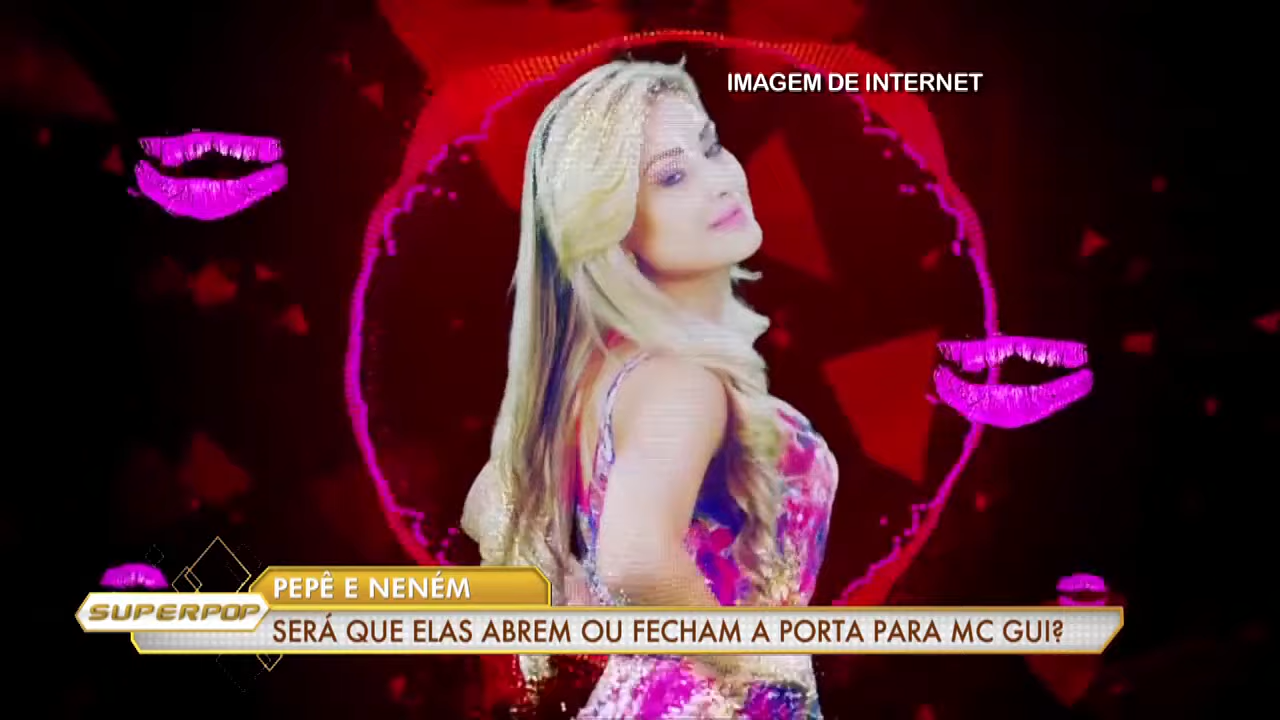 IMAGEM DE INTERNET
PEPÊ E NENÉM
SUPERPOP
SERÁ QUE ELAS ABREM OU FECHAM A PORTA PARA MC GUI?